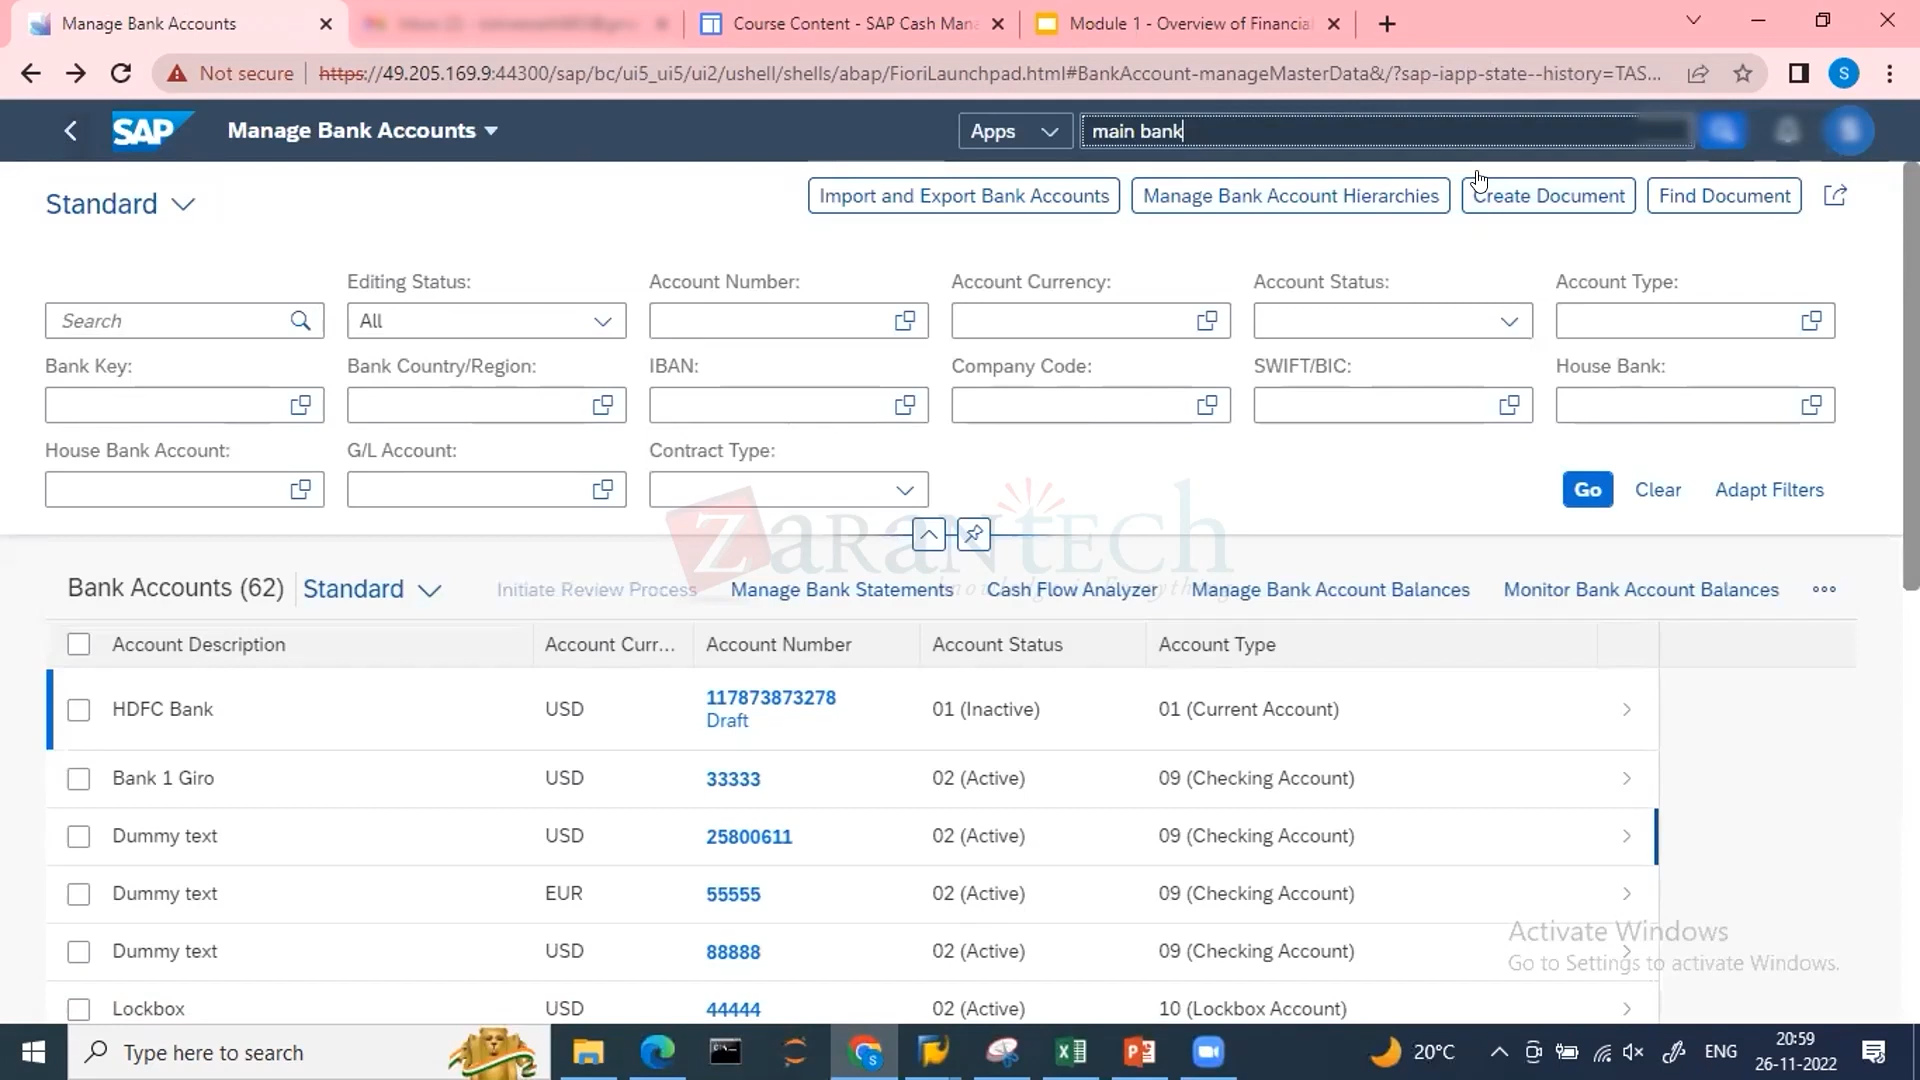 Manage Bank Accounts
Course Content - SAP Cash Mana
Module 1 - Overview of Financia
Not secure
https://49.205.169.9:44300/sap/bc/ui5_ui5/ui2/ushell/shells/abap/FioriLaunchpad.html#BankAccount-manageMasterData&/?sap-iapp-state--history=TAS...
S
SAP
Manage Bank Accounts
Apps
main bank
Standard
Import and Export Bank Accounts
Manage Bank Account Hierarchies
Create Document
Find Document
Editing Status:
Account Number:
Account Currency:
Account Status:
Account Type:
Search
All
Bank Key:
Bank Country/Region:
IBAN:
Company Code:
SWIFT/BIC:
House Bank:
House Bank Account:
G/L Account:
Contract Type:
Go
Clear
Adapt Filters
ZaranTech
Bank Accounts (62)
Standard
Initiate Review Process
Manage Bank Statements
Cash Flow Analyzer
Manage Bank Account Balances
Monitor Bank Account Balances
Account Description
Account Curr...
Account Number
Account Status
Account Type
HDFC Bank USD 117873873278 01 (Inactive) 01 (Current Account)
Draft
Bank 1 Giro USD 33333 02 (Active) 09 (Checking Account)
Dummy text USD 25800611 02 (Active) 09 (Checking Account)
Dummy text EUR 55555 02 (Active) 09 (Checking Account)
Dummy text USD 88888 02 (Active) 09 (Checking Account)
Lockbox USD 44444 02 (Active) 10 (Lockbox Account)
Activate Windows
Go to Settings to activate Windows.
Type here to search
20°C
ENG
20:59
26-11-2022